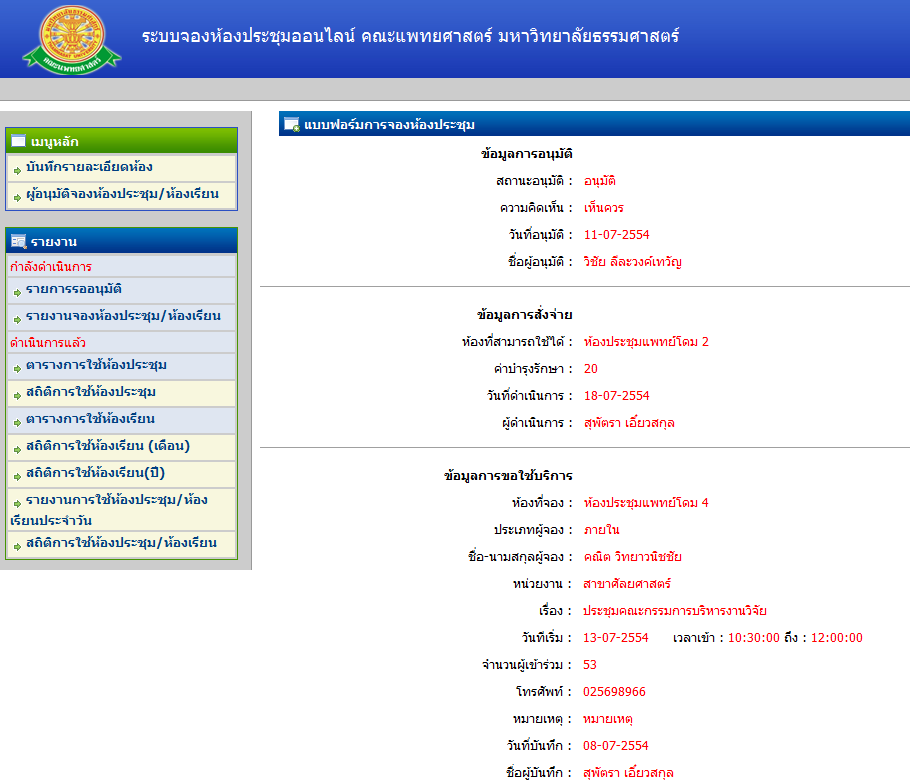 ระบบจองห้องประชุมออนไลน์ คณะแพทยศาสตร์ มหาวิทยาลัยธรรมศาสตร์
เมนูหลัก
บันทึกรายละเอียดห้อง
ผู้อนุมัติจองห้องประชุม/ห้องเรียน
รายงาน
กำลังดำเนินการ
รายการรออนุมัติ
รายงานจองห้องประชุม/ห้องเรียน
ดำเนินการแล้ว
ตารางการใช้ห้องประชุม
สถิติการใช้ห้องประชุม
ตารางการใช้ห้องเรียน
สถิติการใช้ห้องเรียน (เดือน)
สถิติการใช้ห้องเรียน(ปี)
รายงานการใช้ห้องประชุม/ห้อง
เรียนประจำวัน
สถิติการใช้ห้องประชุม/ห้องเรียน
แบบฟอร์มการจองห้องประชุม
ข้อมูลการอนุมัติ
สถานะอนุมัติ : อนุมัติ
ความคิดเห็น : เห็นควร
วันที่อนุมัติ : 11-07-2554
ชื่อผู้อนุมัติ : วิชัย ลีละวงค์เทวัญ
ข้อมูลการสั่งจ่าย
ห้องที่สามารถใช้ได้ : ห้องประชุมแพทย์โดม 2
ค่าบำรุงรักษา : 20
วันที่ดำเนินการ : 18-07-2554
ผู้ดำเนินการ : สุพัตรา เอี๋ยวสกุล
ข้อมูลการขอใช้บริการ
ห้องที่จอง : ห้องประชุมแพทย์โดม 4
ประเภทผู้จอง : ภายใน
ชื่อ-นามสกุลผู้จอง : คณิต วิทยาวนิชชัย
หน่วยงาน : สาขาศัลยศาสตร์
เรื่อง : ประชุมคณะกรรมการบริหารงานวิจัย
วันทีเริ่ม : 13-07-2554 เวลาเข้า : 10:30:00 ถึง : 12:00:00
จำนวนผู้เข้าร่วม : 53
โทรศัพท์ : 025698966
หมายเหตุ : หมายเหตุ
วันที่บันทึก : 08-07-2554
ชื่อผู้บันทึก : สุพัตรา เอี๋ยวสกุล